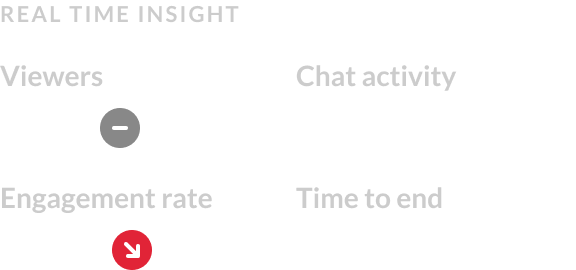 REAL TIME INSIGHT
Viewers
Chat activity
Engagement rate
Time to end